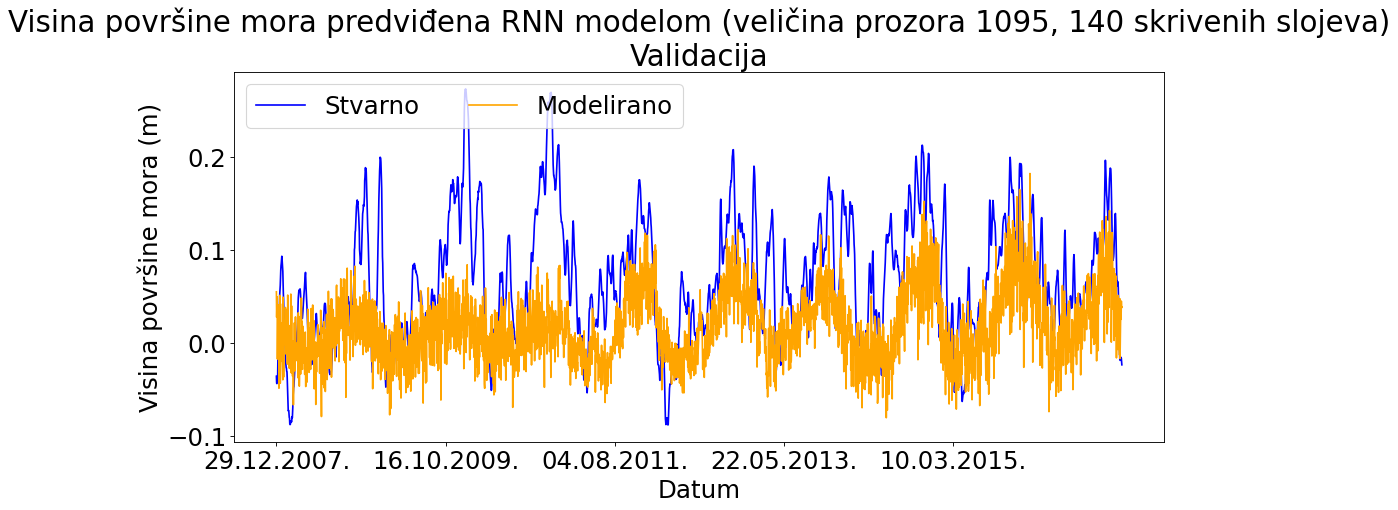 Visina površine mora predviđena RNN modelom (veličina prozora 1095, 140 skrivenih slojeva)
Validacija
Stvarno
Modelirano
Visina površine mora (m)
0.2
0.1
0.0
−0.1
29.12.2007.
16.10.2009.
04.08.2011.
22.05.2013.
10.03.2015.
Datum